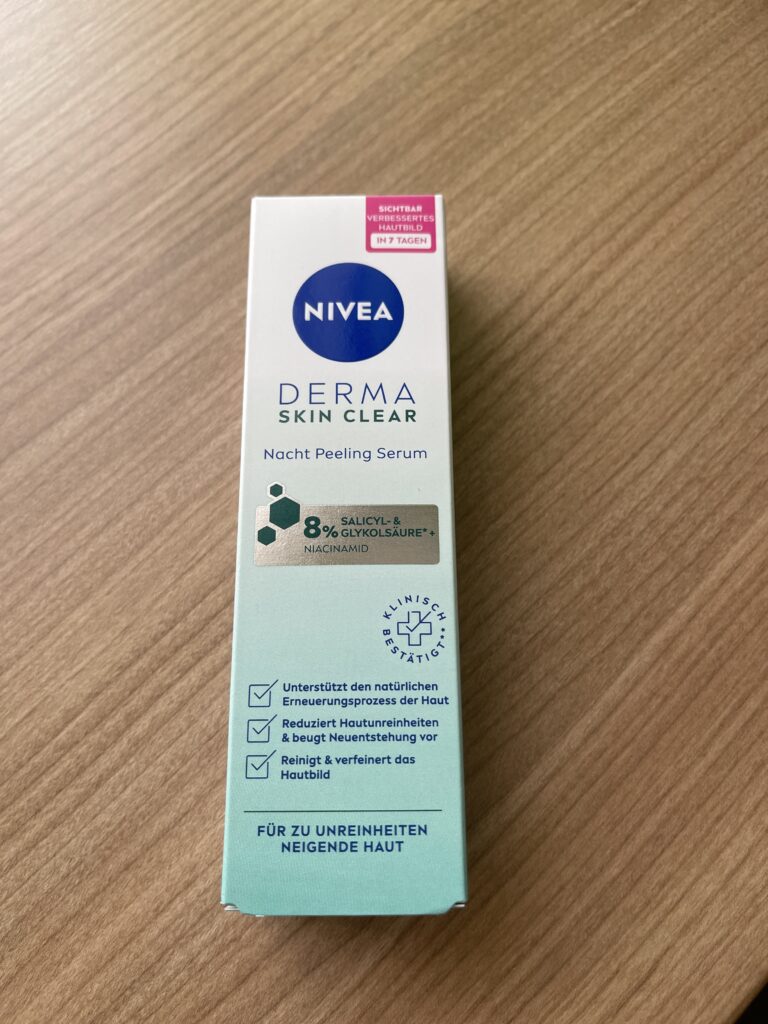 SICHTBAR
VERBESSERTES
HAUTBILD
IN 7 TAGEN
NIVEA
DERMA
SKIN CLEAR
Nacht Peeling Serum
8% SALICYL- &
GLYKOLSÄURE* +
NIACINAMID
KLINISCH
BESTÄTIGT**
Unterstützt den natürlichen
Erneuerungsprozess der Haut
Reduziert Hautunreinheiten
& beugt Neuentstehung vor
Reinigt & verfeinert das
Hautbild
FÜR ZU UNREINHEITEN
NEIGENDE HAUT